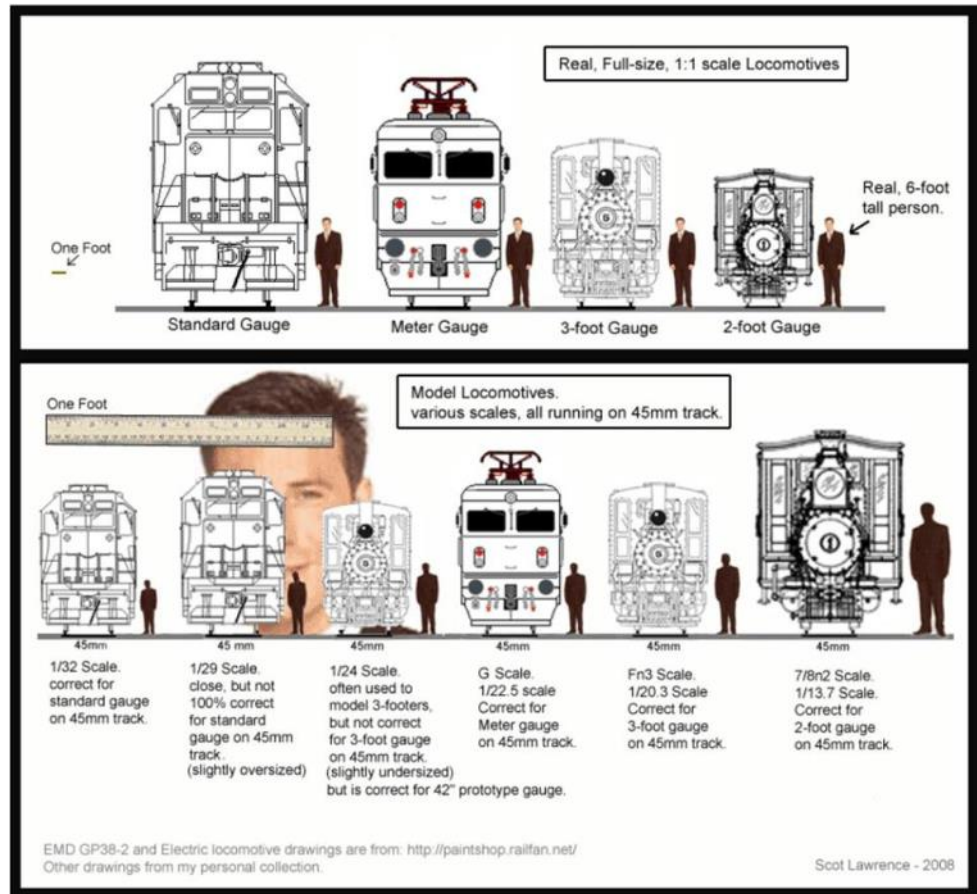 Real, Full-size, 1:1 scale Locomotives
Real, 6-foot
tall person.
One Foot
Standard Gauge
Meter Gauge
3-foot Gauge
2-foot Gauge
Model Locomotives.
various scales, all running on 45mm track.
One Foot
45mm
45 mm
45mm
45mm
45mm
45mm
1/32 Scale.
correct for
standard gauge
on 45mm track.
1/29 Scale.
close, but not
100% correct
for standard
gauge on 45mm
track.
(slightly oversized)
1/24 Scale.
often used to
model 3-footers,
but not correct
for 3-foot gauge
on 45mm track.
(slightly undersized)
but is correct for 42" prototype gauge.
G Scale.
1/22.5 scale
Correct for
Meter gauge
on 45mm track.
Fn3 Scale.
1/20.3 Scale
Correct for
3-foot gauge
on 45mm track.
7/8n2 Scale.
1/13.7 Scale.
Correct for
2-foot gauge
on 45mm track.
EMD GP38-2 and Electric locomotive drawings are from: http://paintshop.railfan.net/
Other drawings from my personal collection.
Scot Lawrence - 2008